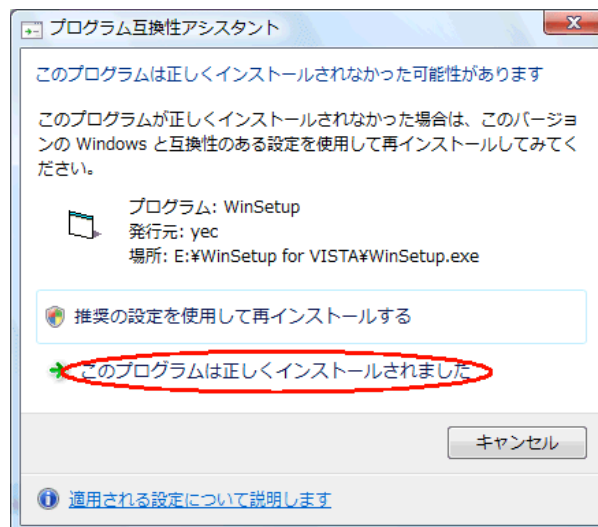 プログラム互換性アシスタント
このプログラムは正しくインストールされなかった可能性があります
このプログラムが正しくインストールされなかった場合は、このバージョ
ンの Windows と互換性のある設定を使用して再インストールしてみてく
ださい。
プログラム: WinSetup
発行元: yec
場所: E:¥WinSetup for VISTA¥WinSetup.exe
推奨の設定を使用して再インストールする
このプログラムは正しくインストールされました
キャンセル
適用される設定について説明します